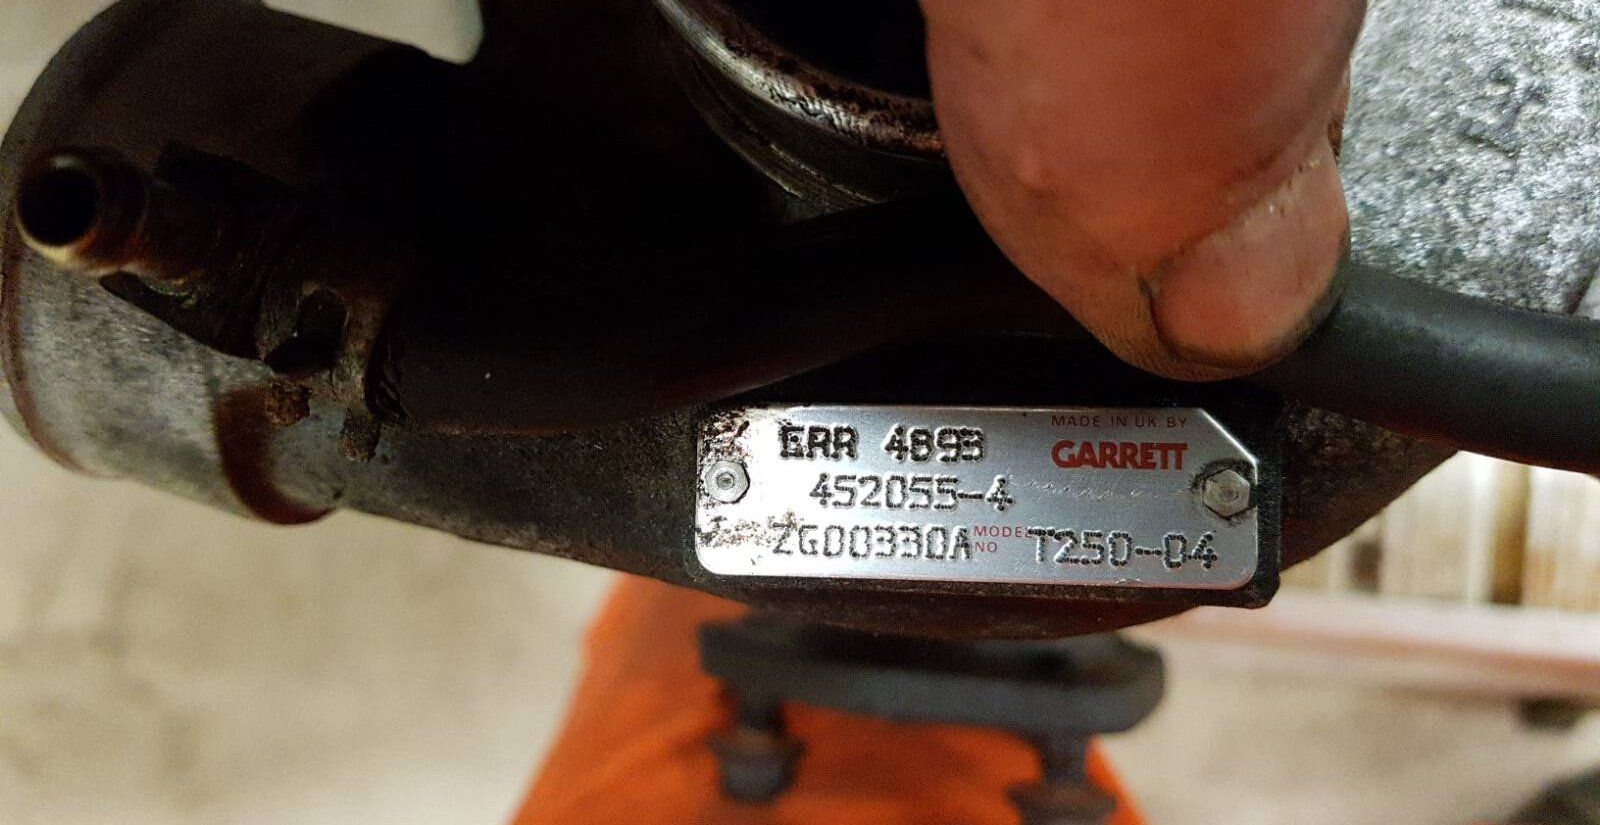 MADE IN UK BY
ERR 4893 GARRETT
452055-4
ZG00330A MODEL NO T250-04